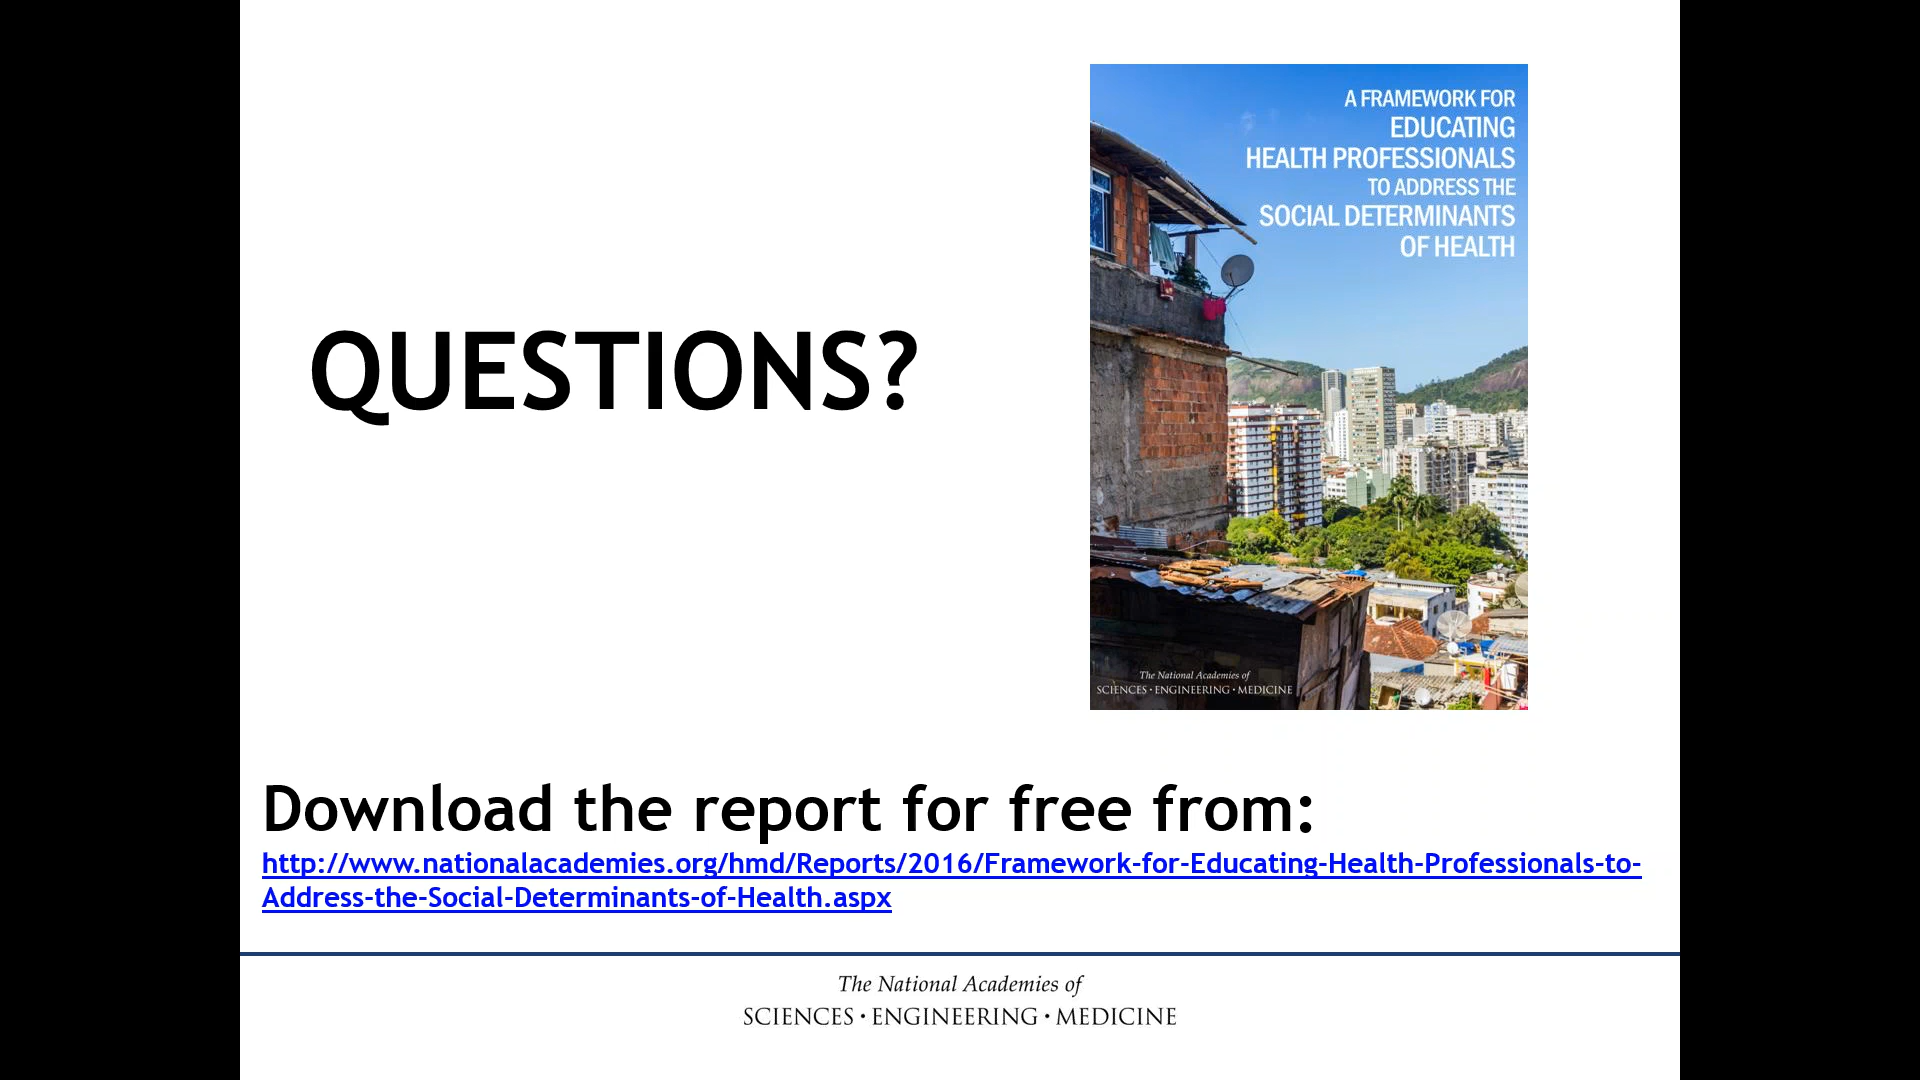 QUESTIONS?
A FRAMEWORK FOR
EDUCATING
HEALTH PROFESSIONALS
TO ADDRESS THE
SOCIAL DETERMINANTS
OF HEALTH
The National Academies of
SCIENCES • ENGINEERING • MEDICINE
Download the report for free from:
http://www.nationalacademies.org/hmd/Reports/2016/Framework-for-Educating-Health-Professionals-to-
Address-the-Social-Determinants-of-Health.aspx
The National Academies of
SCIENCES • ENGINEERING • MEDICINE